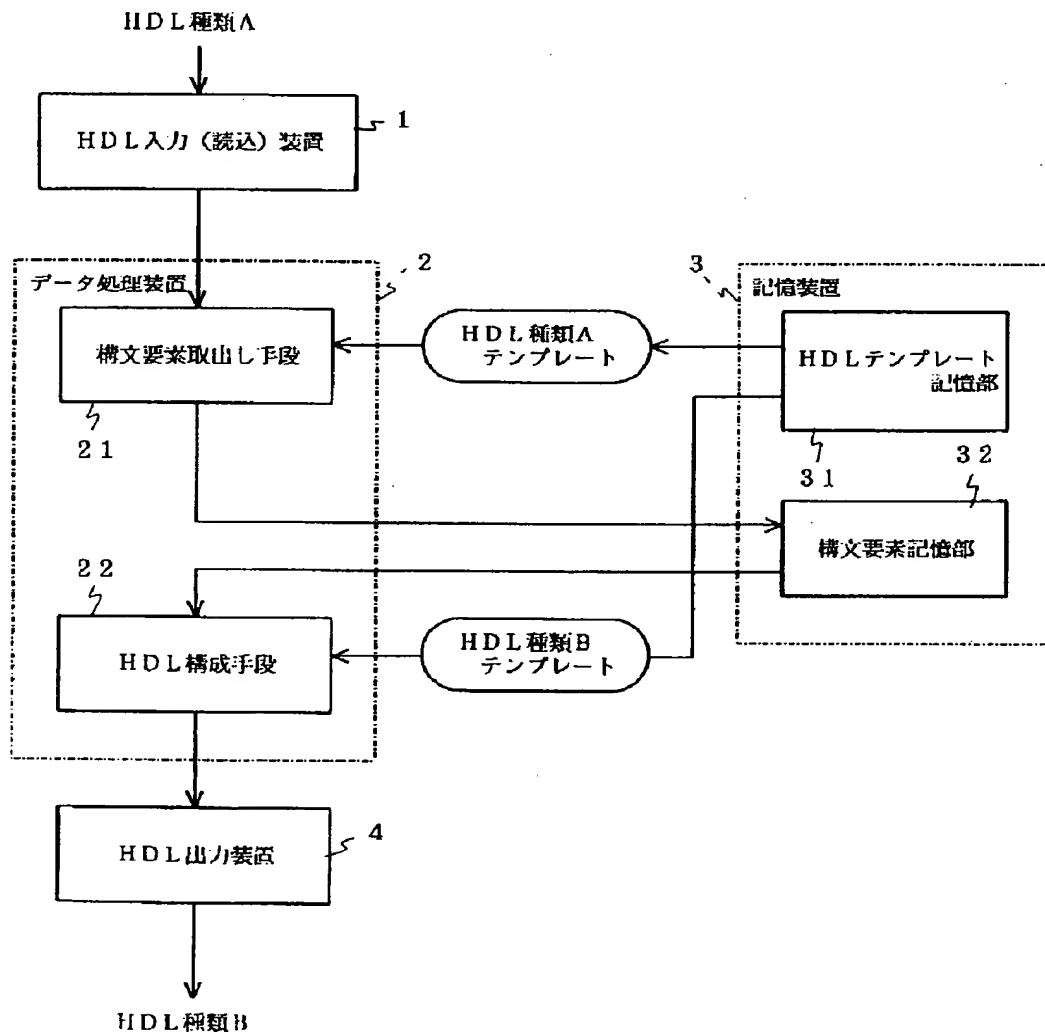 HDL種類A
HDL入力（読込）装置
1
データ処理装置
2
3
記憶装置
構文要素取出し手段
HDL種類A
テンプレート
HDLテンプレート
記憶部
21
31
32
構文要素記憶部
22
HDL構成手段
HDL種類B
テンプレート
HDL出力装置
4
HDL種類B